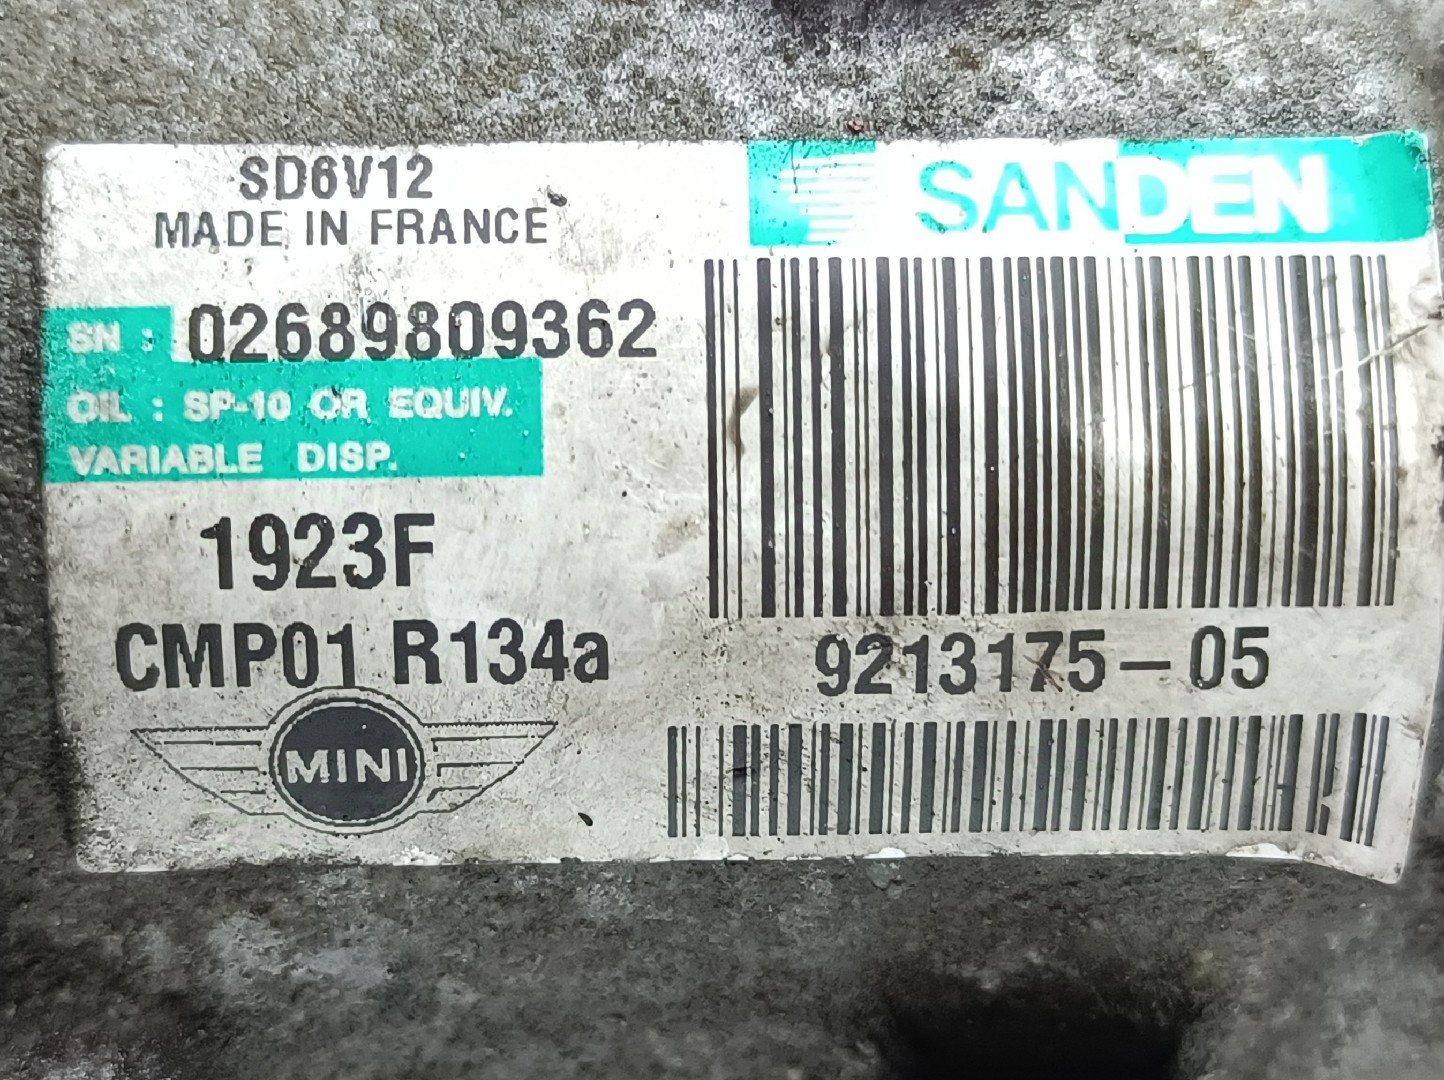 SD6V12
MADE IN FRANCE
SANDEN
SN : 02689809362
OIL : SP-10 OR EQUIV.
VARIABLE DISP.
1923F
CMP01 R134a
9213175-05
MINI